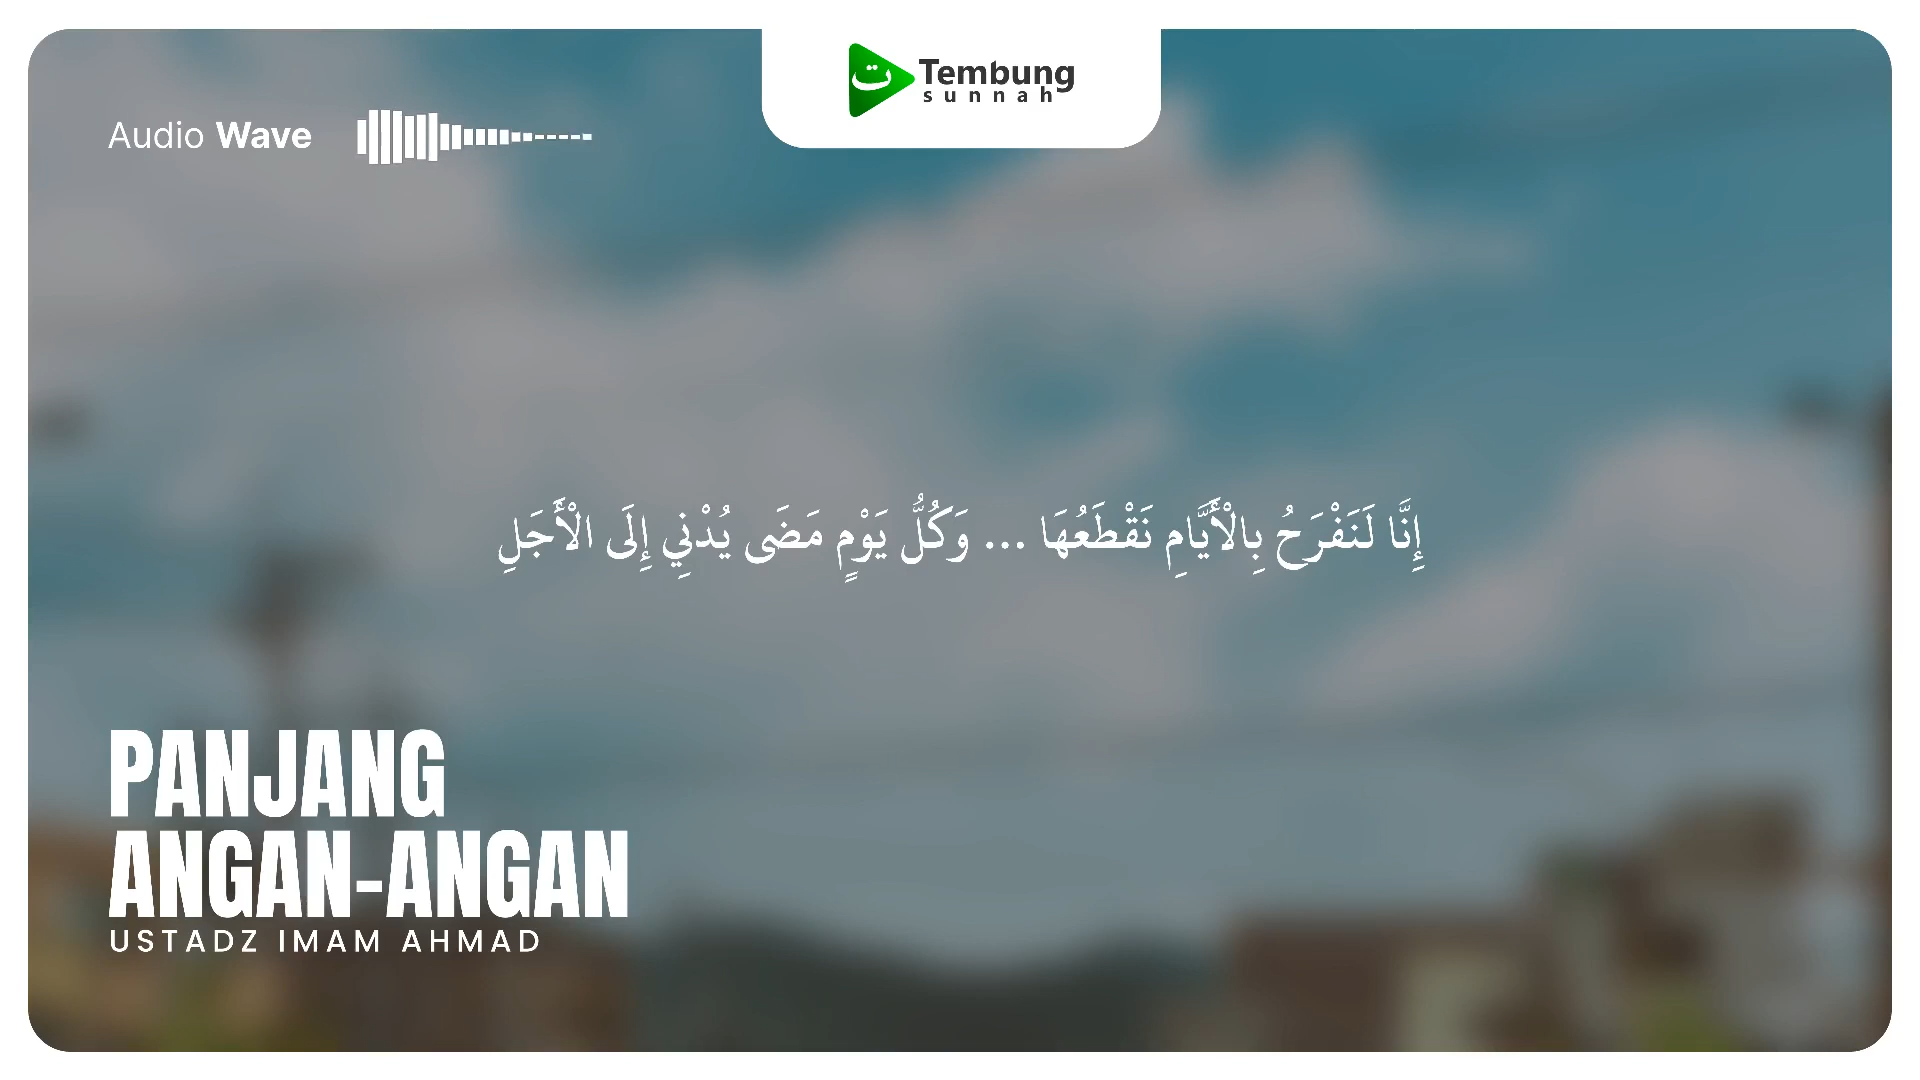 ت
Tembung
sunnah
Audio Wave
إِنَّا لَنَفْرَحُ بِالْأَيَّامِ نَقْطَعُهَا ... وَكُلُّ يَوْمٍ مَضَى يُدْنِي إِلَى الْأَجَلِ
PANJANG
ANGAN-ANGAN
USTADZ IMAM AHMAD